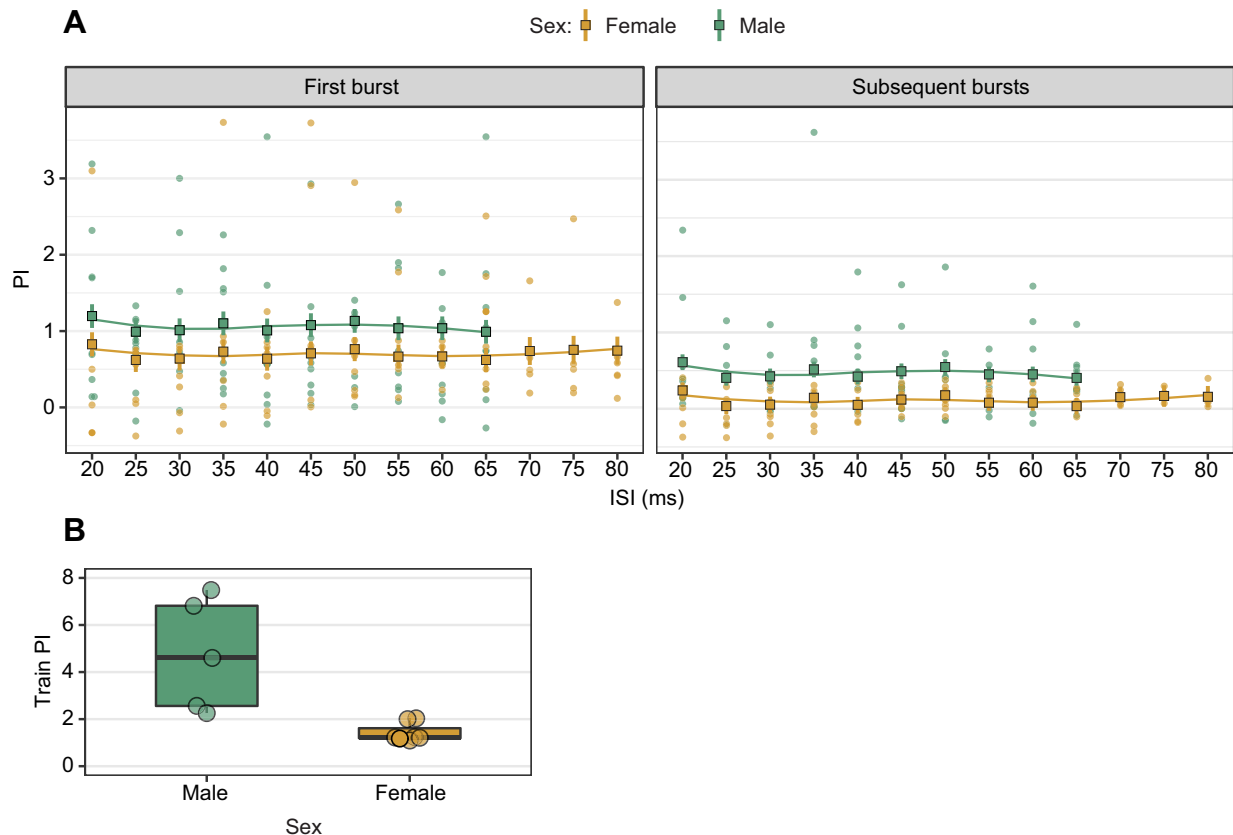 A
Sex: Female Male
First burst
Subsequent bursts
PI
3
2
1
0
20 25 30 35 40 45 50 55 60 65 70 75 80
20 25 30 35 40 45 50 55 60 65 70 75 80
ISI (ms)
B
Train PI
8
6
4
2
0
Male Female
Sex